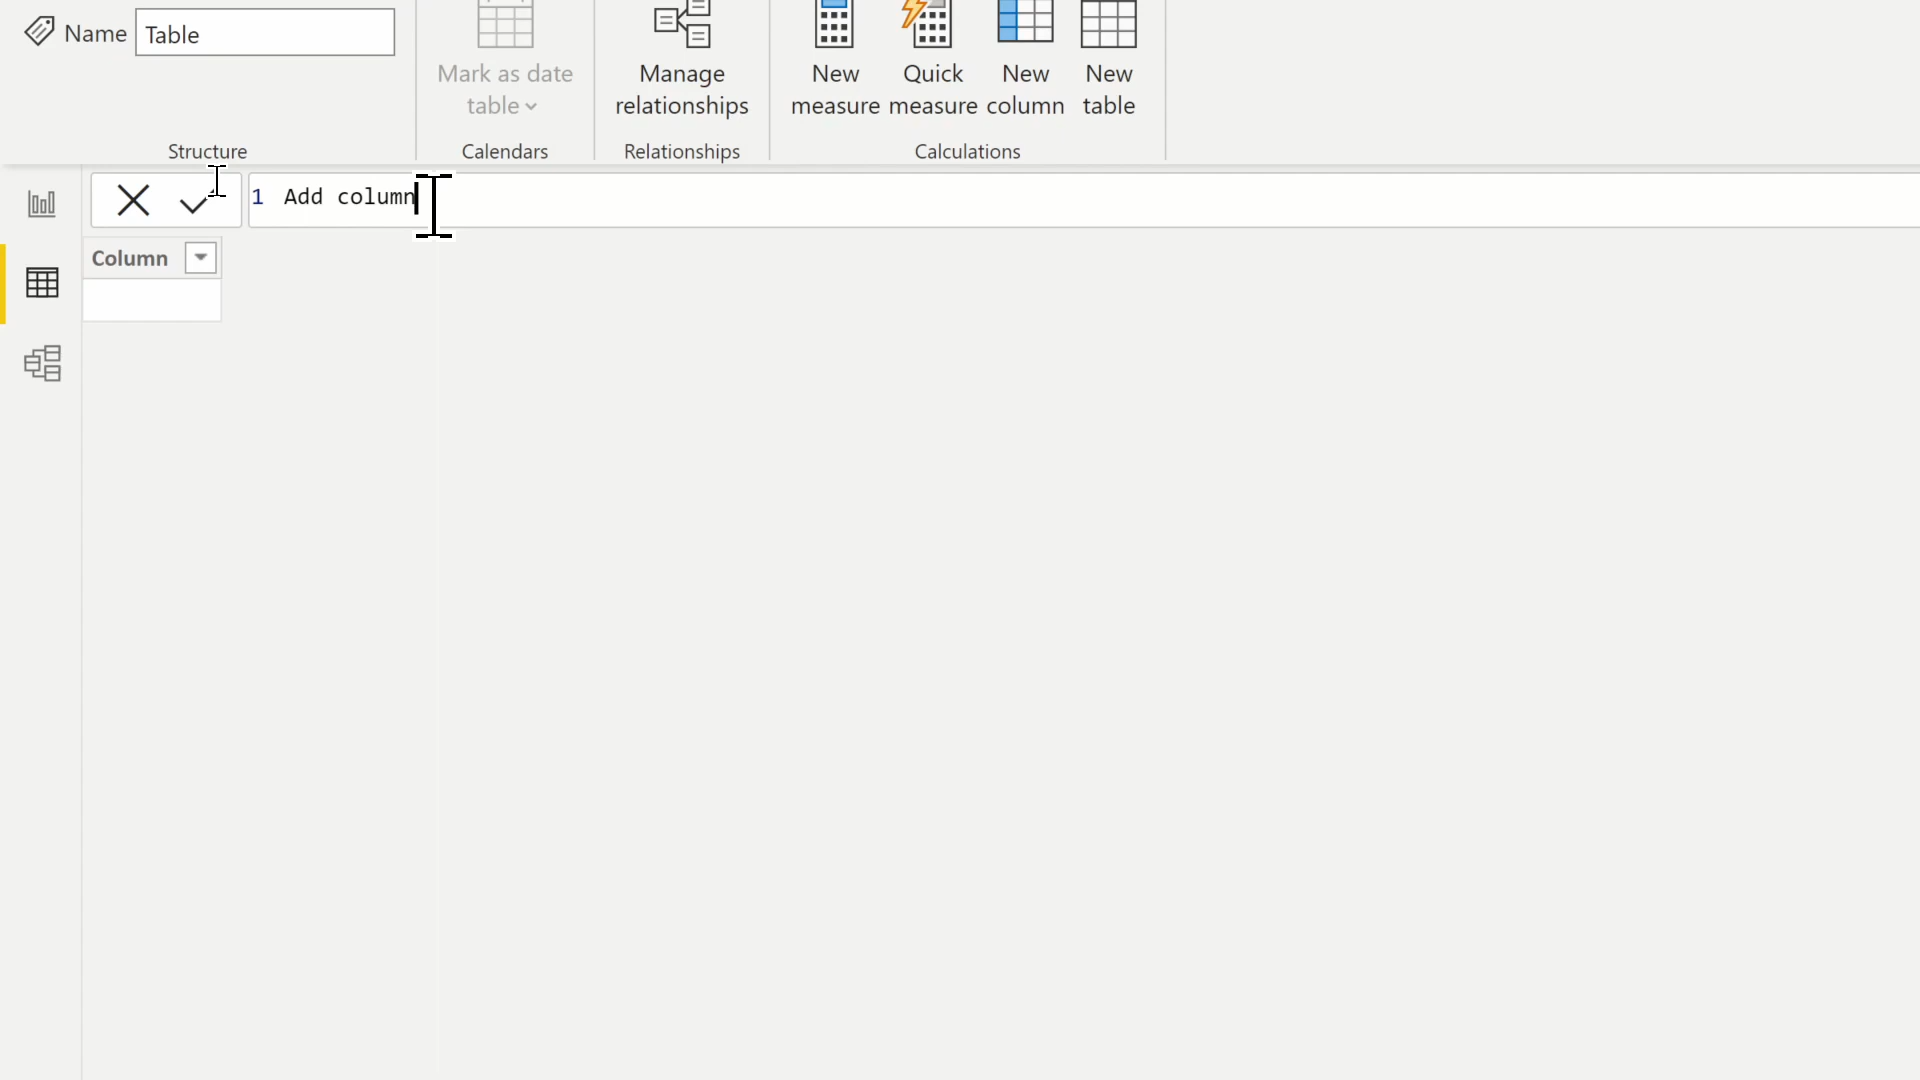 Name Table
Mark as date
table
Manage
relationships
New
measure
Quick
measure
New
column
New
table
Structure
Calendars
Relationships
Calculations
1 Add column
Column